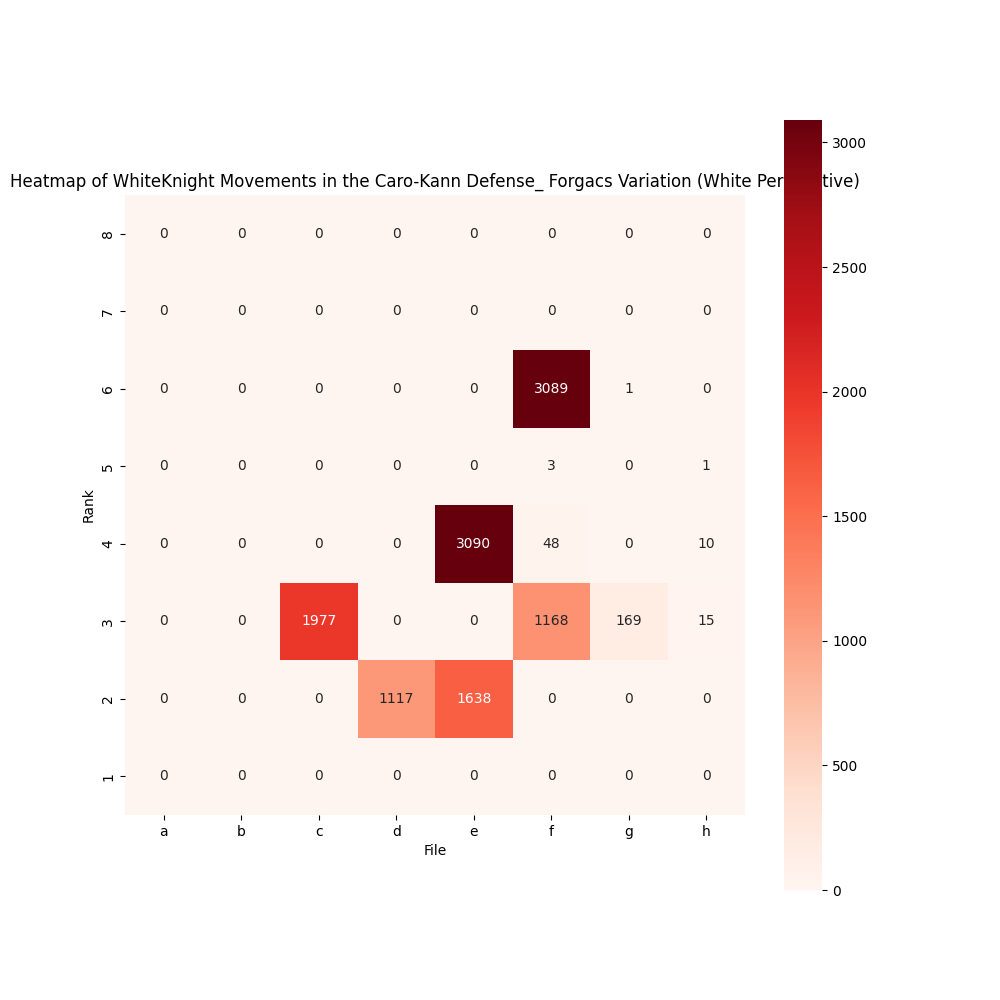 3000
Heatmap of WhiteKnight Movements in the Caro-Kann Defense_ Forgacs Variation (White Per tive)
8 0 0 0 0 0 0 0 0
2500
7 0 0 0 0 0 0 0 0
6 0 0 0 0 0 3089 1 0
2000
5 0 0 0 0 0 3 0 1
Rank
1500
4 0 0 0 0 3090 48 0 10
3 0 0 1977 0 0 1168 169 15
1000
2 0 0 0 1117 1638 0 0 0
500
1 0 0 0 0 0 0 0 0
a b c d e f g h
File
0